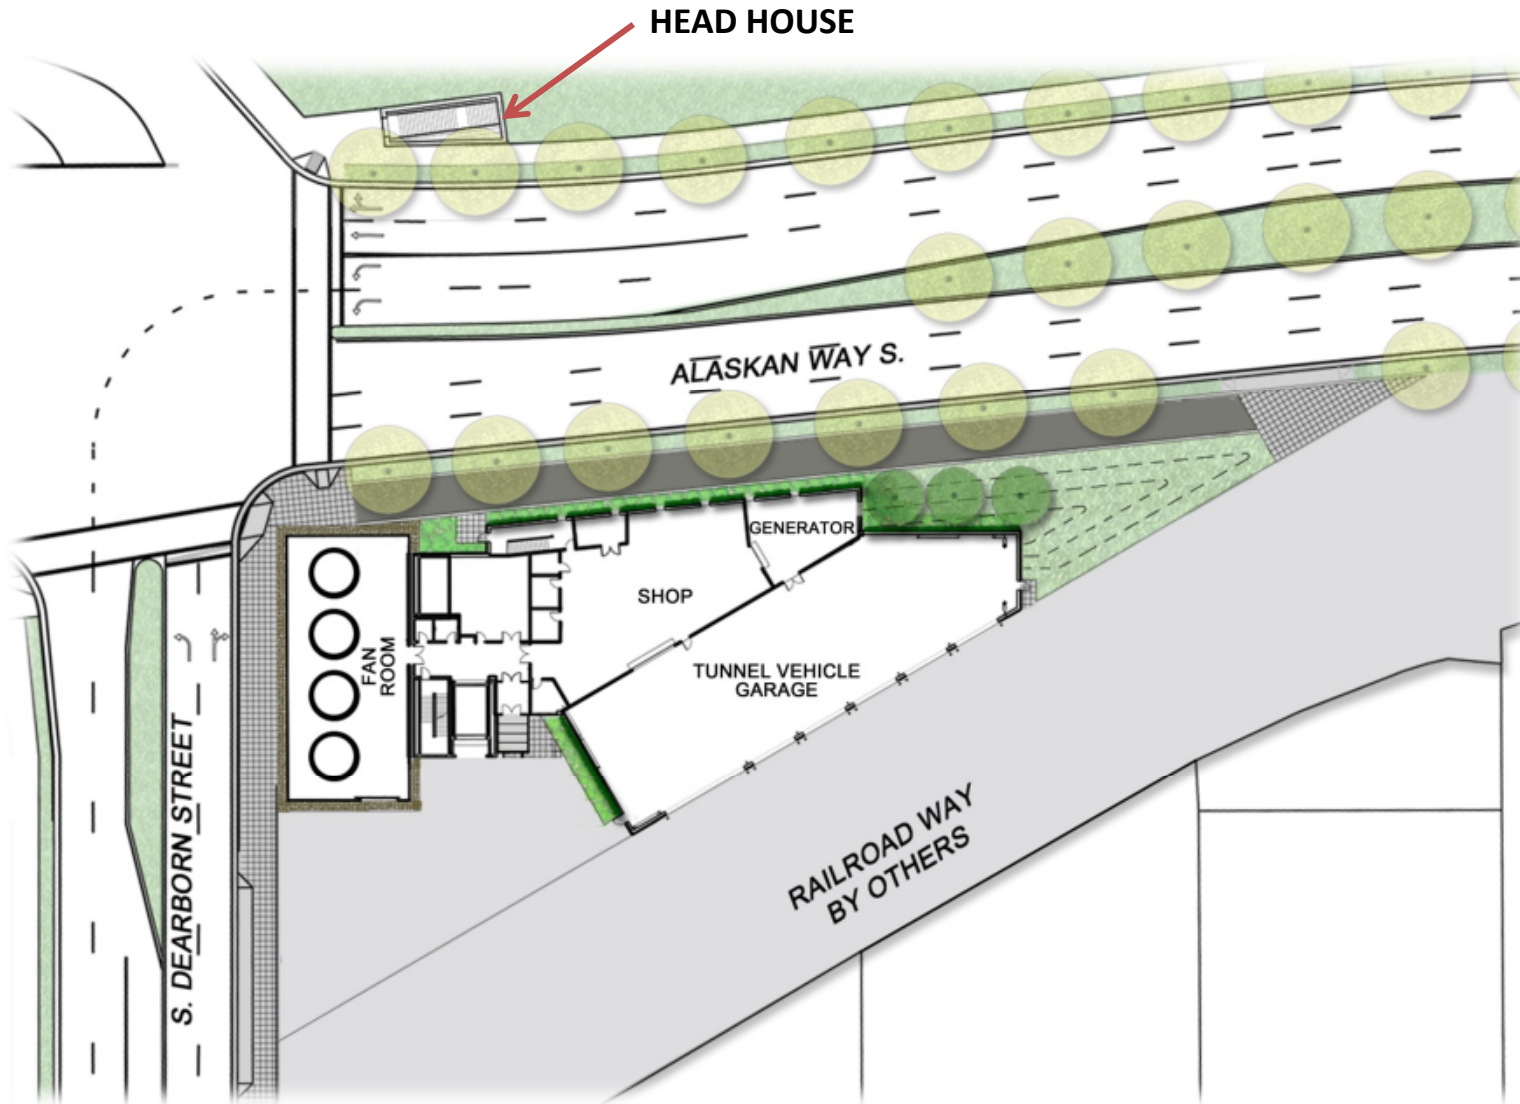 HEAD HOUSE
ALASKAN WAY S.
GENERATOR
SHOP
FAN
ROOM
TUNNEL VEHICLE
GARAGE
S. DEARBORN STREET
RAILROAD WAY
BY OTHERS